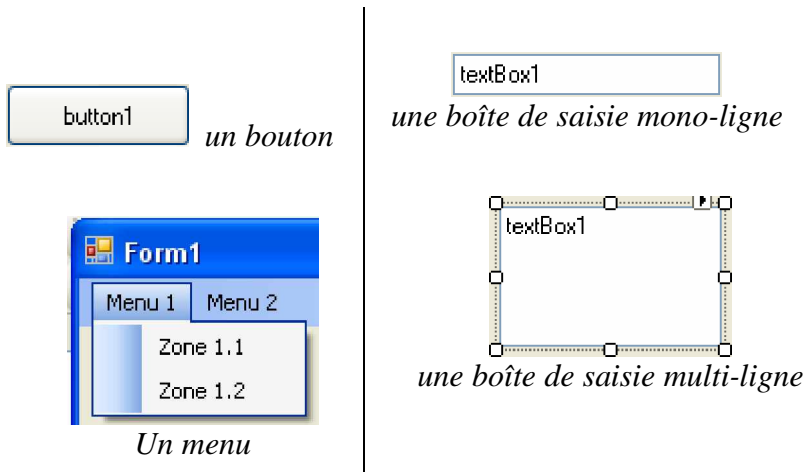 button1
un bouton
Form1
Menu 1 Menu 2
Zone 1.1
Zone 1.2
Un menu
textBox1
une boîte de saisie mono-ligne
textBox1
une boîte de saisie multi-ligne